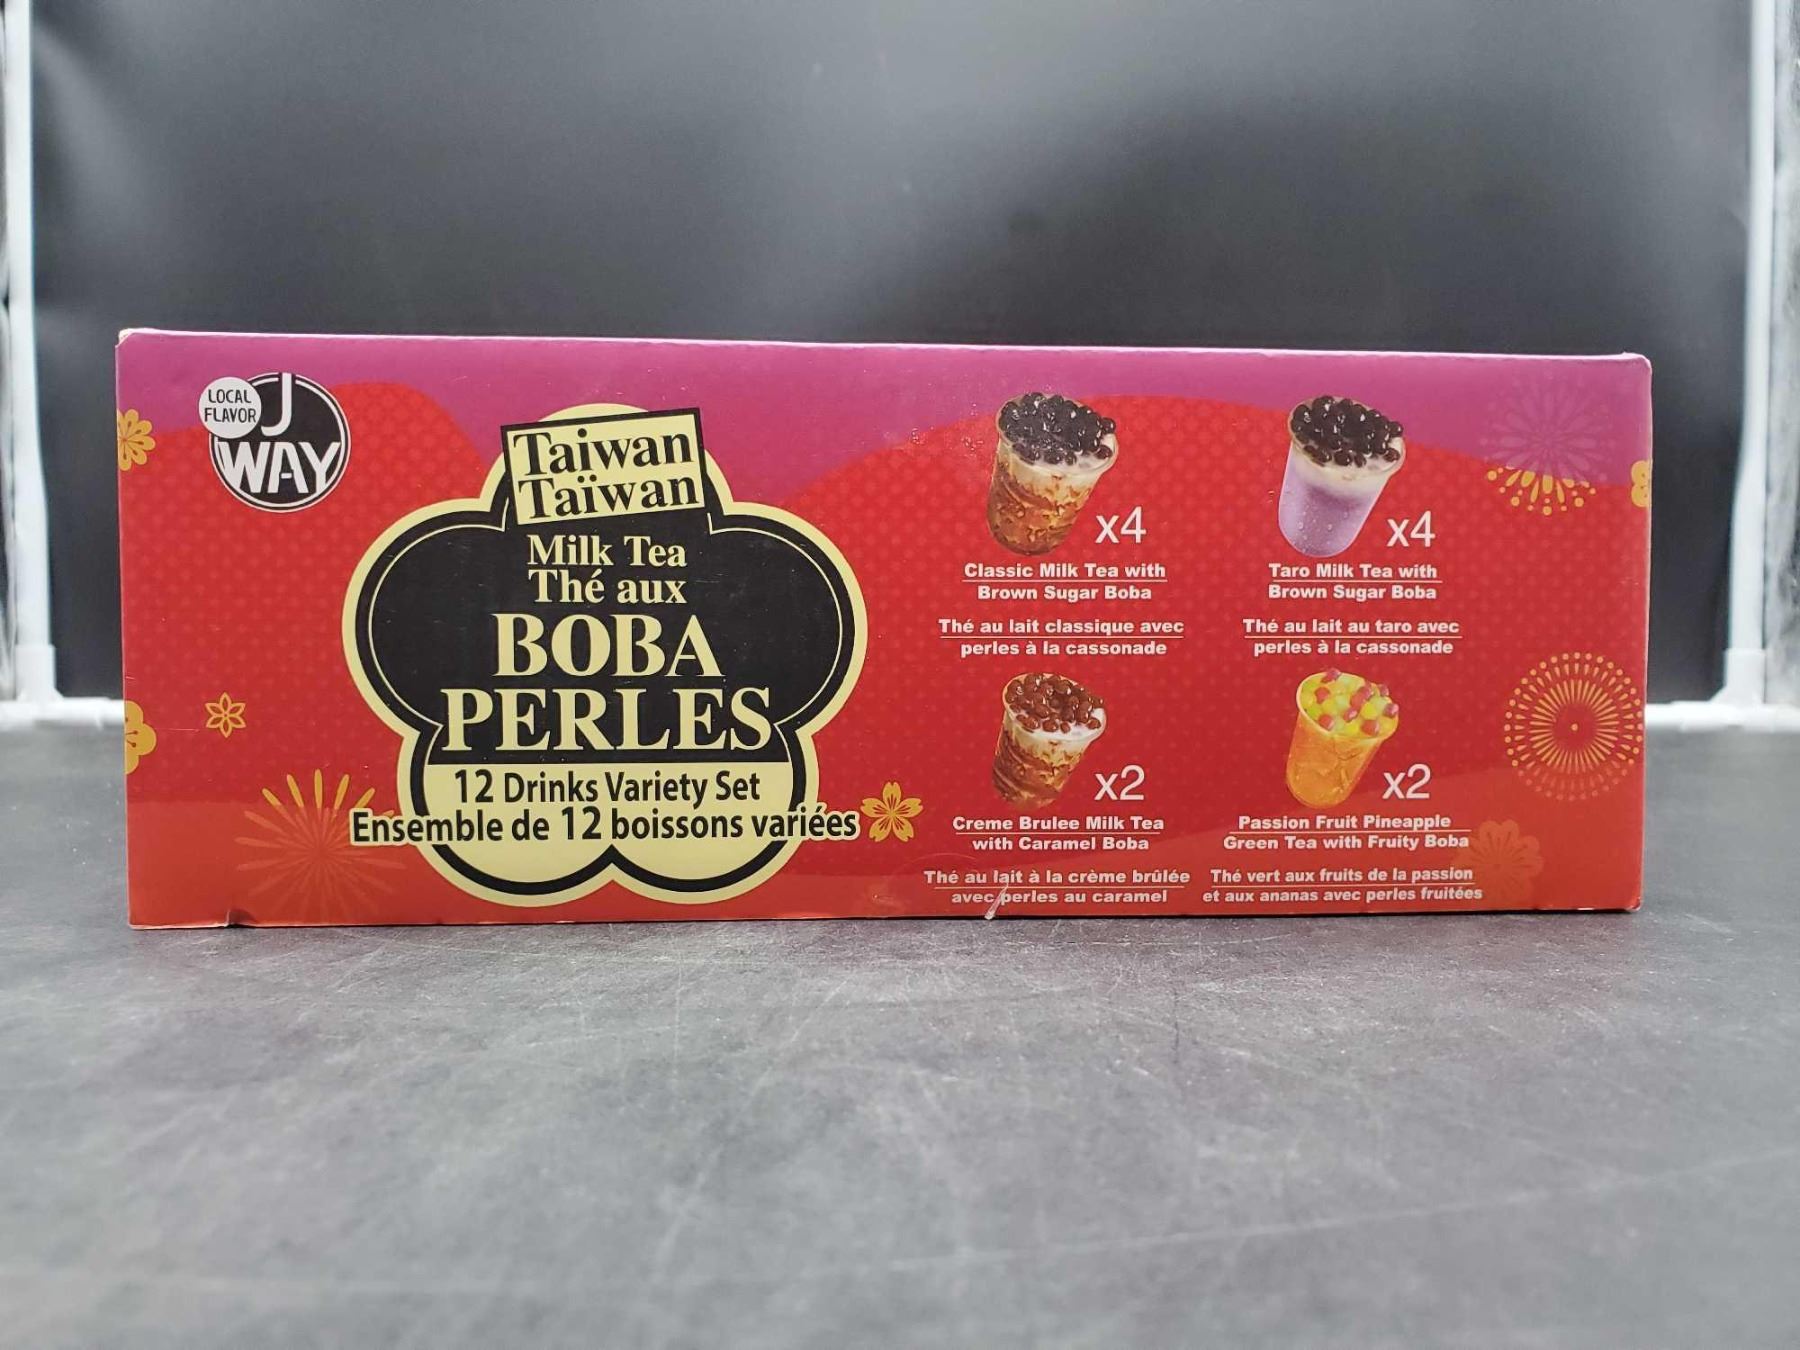 LOCAL
FLAVOR
J
WAY
Taiwan
Taïwan
Milk Tea
Thé aux
BOBA
PERLES
12 Drinks Variety Set
Ensemble de 12 boissons variées
x4
Classic Milk Tea with
Brown Sugar Boba
Thé au lait classique avec
perles à la cassonade
x4
Taro Milk Tea with
Brown Sugar Boba
Thé au lait au taro avec
perles à la cassonade
x2
Creme Brulee Milk Tea
with Caramel Boba
Thé au lait à la crème brûlée
avec perles au caramel
x2
Passion Fruit Pineapple
Green Tea with Fruity Boba
Thé vert aux fruits de la passion
et aux ananas avec perles fruitées